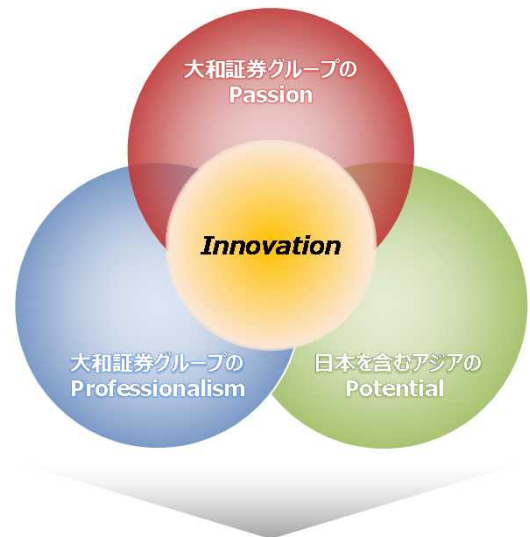 大和証券グループの
Passion
Innovation
大和証券グループの
Professionalism
日本を含むアジアの
Potential